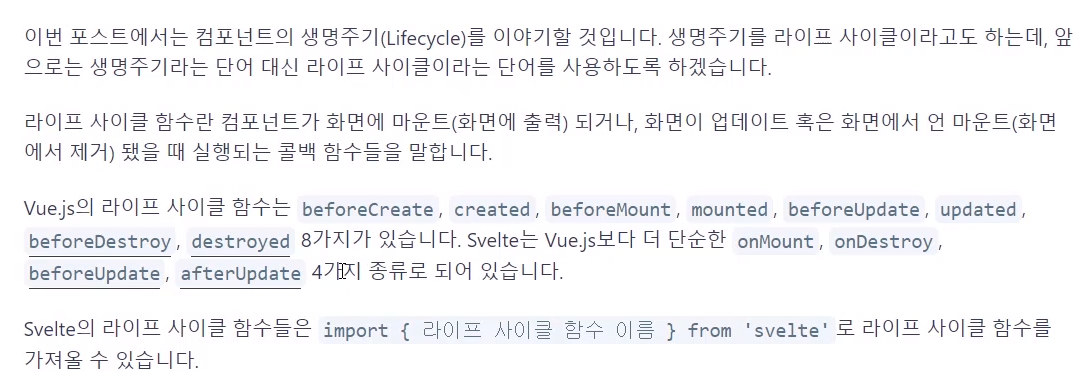 이번 포스트에서는 컴포넌트의 생명주기(Lifecycle)를 이야기할 것입니다. 생명주기를 라이프 사이클이라고도 하는데, 앞
으로는 생명주기라는 단어 대신 라이프 사이클이라는 단어를 사용하도록 하겠습니다.
라이프 사이클 함수란 컴포넌트가 화면에 마운트(화면에 출력) 되거나, 화면이 업데이트 혹은 화면에서 언 마운트(화면
에서 제거) 됐을 때 실행되는 콜백 함수들을 말합니다.
Vue.js의 라이프 사이클 함수는 beforeCreate, created, beforeMount, mounted, beforeUpdate, updated,
beforeDestroy, destroyed 8가지가 있습니다. Svelte는 Vue.js보다 더 단순한 onMount, onDestroy,
beforeUpdate, afterUpdate 4가지 종류로 되어 있습니다.
Svelte의 라이프 사이클 함수들은 import { 라이프 사이클 함수 이름 } from 'svelte' 로 라이프 사이클 함수를
가져올 수 있습니다.